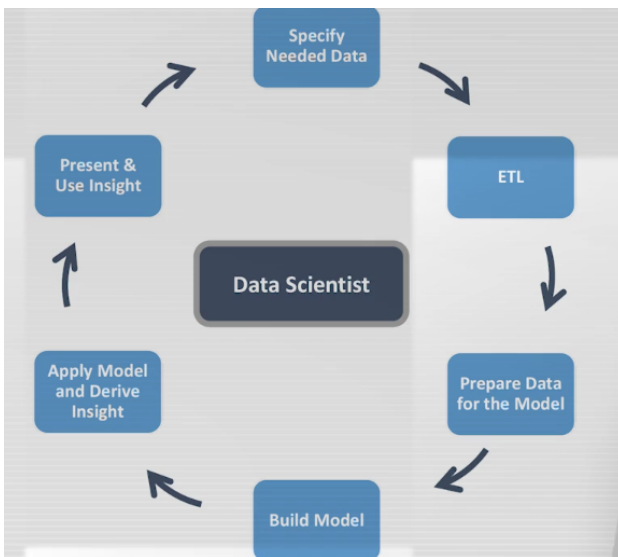 Specify
Needed Data
Present &
Use Insight
ETL
Data Scientist
Apply Model
and Derive
Insight
Prepare Data
for the Model
Build Model